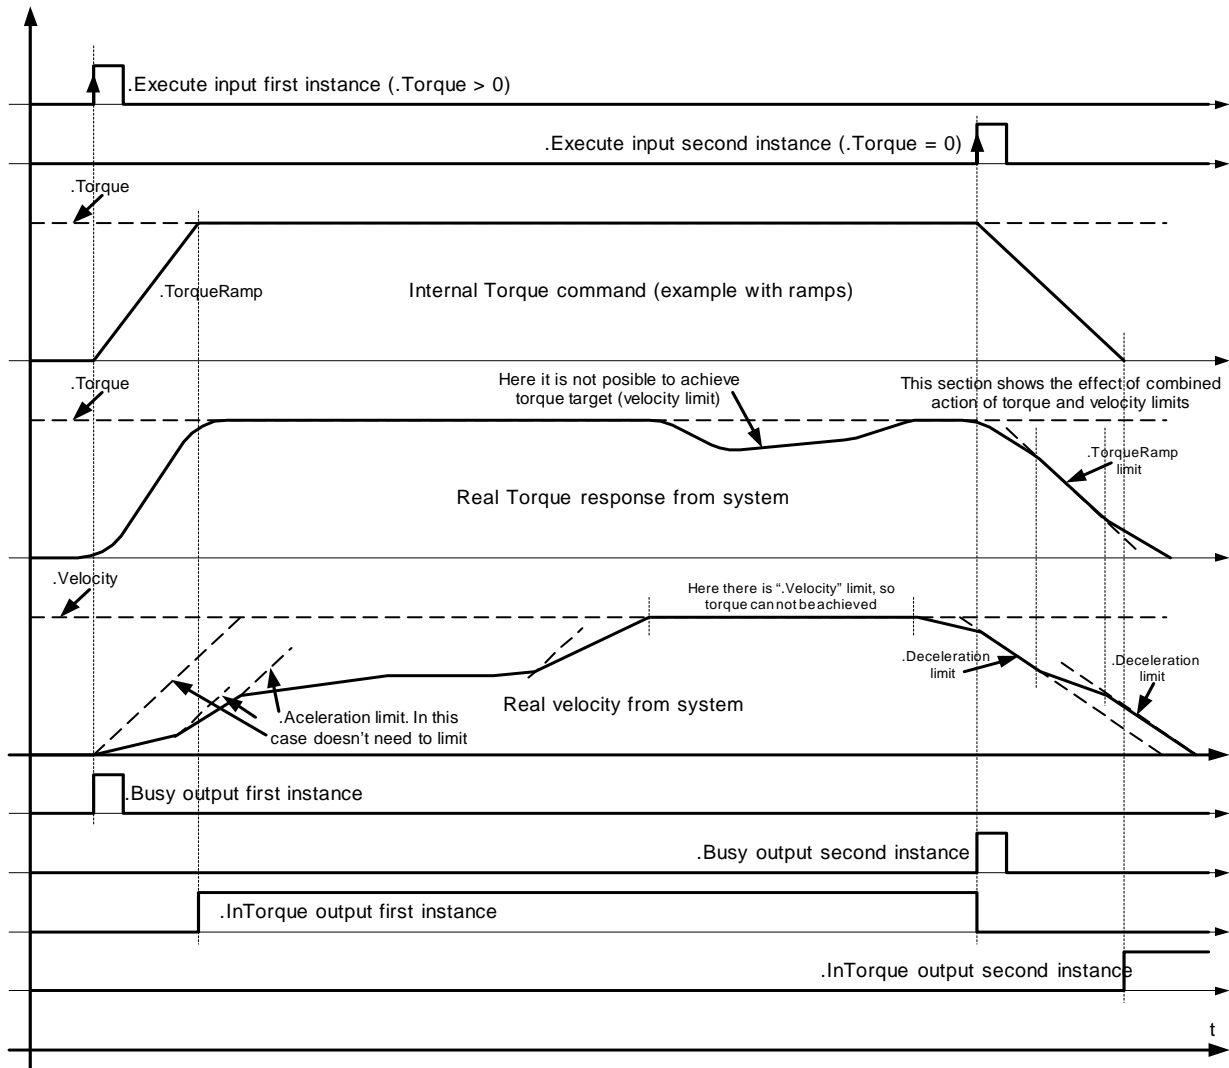 .Execute input first instance (.Torque > 0)
.Execute input second instance (.Torque = 0)
.Torque
.TorqueRamp
Internal Torque command (example with ramps)
.Torque
Here it is not posible to achieve
torque target (velocity limit)
This section shows the effect of combined
action of torque and velocity limits
.TorqueRamp
limit
Real Torque response from system
.Velocity
Here there is “.Velocity” limit, so
torque can not be achieved
.Deceleration
limit
.Deceleration
limit
.Aceleration limit. In this
case doesn’t need to limit
Real velocity from system
.Busy output first instance
.Busy output second instance
.InTorque output first instance
.InTorque output second instance
t